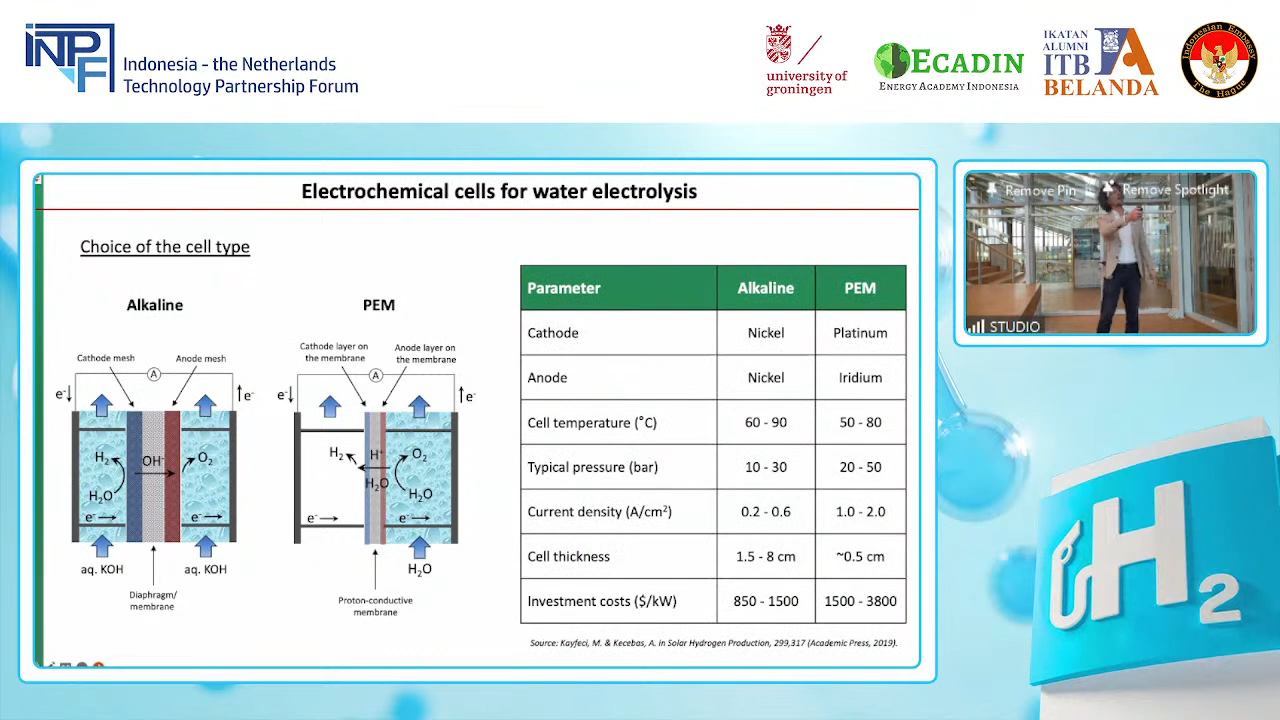 iNPF
Indonesia - the Netherlands
Technology Partnership Forum
university of
groningen
ECADIN
ENERGY ACADEMY INDONESIA
IKATAN
ALUMNI
ITB
IA
BELANDA
Indonesian Embassy
The Hague
Electrochemical cells for water electrolysis
Choice of the cell type
Alkaline
Cathode mesh
Anode mesh
A
e⁻↓
↑e⁻
H₂
OH⁻
O₂
H₂O
e⁻→
e⁻→
aq. KOH
aq. KOH
Diaphragm/
membrane
PEM
Cathode layer on
the membrane
Anode layer on
the membrane
A
e⁻↓
↑e⁻
H₂
H⁺
O₂
H₂O
H₂O
e⁻→
e⁻→
H₂O
Proton-conductive
membrane
Parameter Alkaline PEM
Cathode Nickel Platinum
Anode Nickel Iridium
Cell temperature (°C) 60 - 90 50 - 80
Typical pressure (bar) 10 - 30 20 - 50
Current density (A/cm²) 0.2 - 0.6 1.0 - 2.0
Cell thickness 1.5 - 8 cm ~0.5 cm
Investment costs ($/kW) 850 - 1500 1500 - 3800
Source: Kayfeci, M. & Kecebas, A. in Solar Hydrogen Production, 299,317 (Academic Press, 2019).
Remove Pin
Remove Spotlight
STUDIO
H2